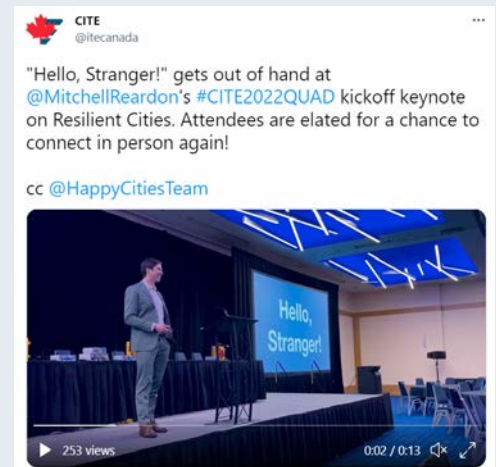 CITE
@itecanada
"Hello, Stranger!" gets out of hand at
@MitchellReardon's #CITE2022QUAD kickoff keynote
on Resilient Cities. Attendees are elated for a chance to
connect in person again!
cc @HappyCitiesTeam
Hello,
Stranger!
253 views
0:02 / 0:13